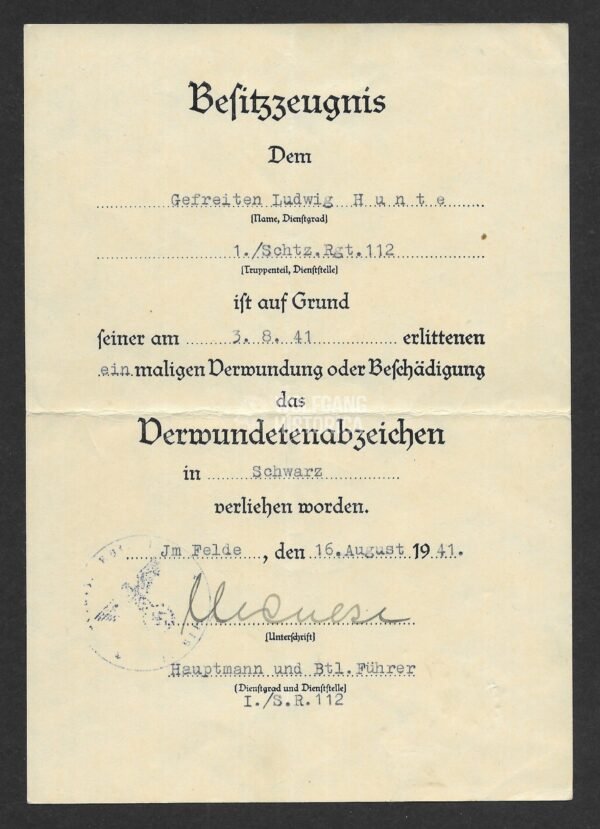 Besitzzeugnis
Dem
Gefreiten Ludwig H u n t e
(Name, Dienstgrad)
1./Schtz.Rgt.112
(Truppenteil, Dienststelle)
ist auf Grund
seiner am 3. 8. 41 erlittenen
ein maligen Verwundung oder Beschädigung
das
WOLFGANG
HISTORICA
Verwundetenabzeichen
in Schwarz
verliehen worden.
Jm Felde, den 16. August 1941.
(Unterschrift)
Hauptmann und Btl.Führer
(Dienstgrad und Dienststelle)
I./S.R.112